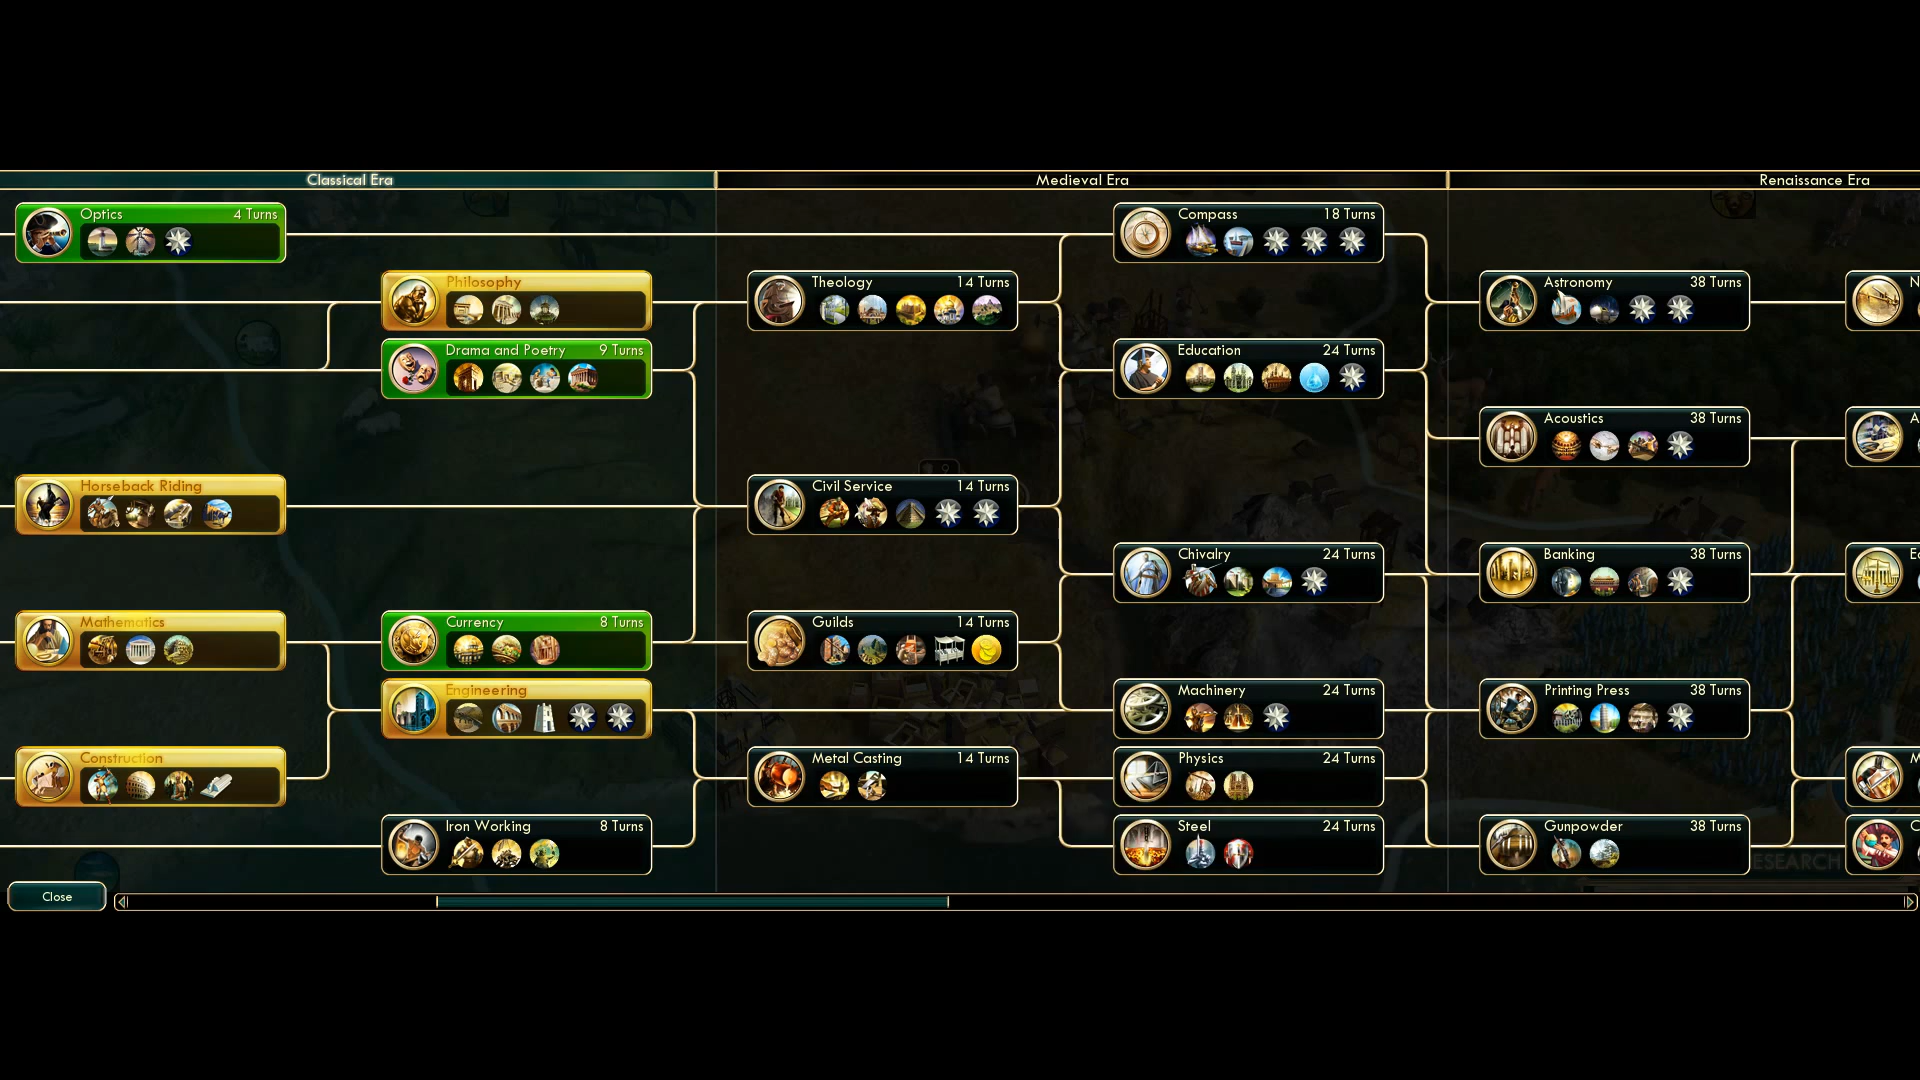 Classical Era
Medieval Era
Renaissance Era
Optics 4 Turns
Compass 18 Turns
Philosophy
Theology 14 Turns
Astronomy 38 Turns
N
Drama and Poetry 9 Turns
Education 24 Turns
Acoustics 38 Turns
A
9
Horseback Riding
Civil Service 14 Turns
Chivalry 24 Turns
Banking 38 Turns
Mathematics
Currency 8 Turns
Guilds 14 Turns
Engineering
Machinery 24 Turns
Printing Press 38 Turns
Construction
Metal Casting 14 Turns
Physics 24 Turns
M
Iron Working 8 Turns
Steel 24 Turns
Gunpowder 38 Turns
C
ESEARCH
Close